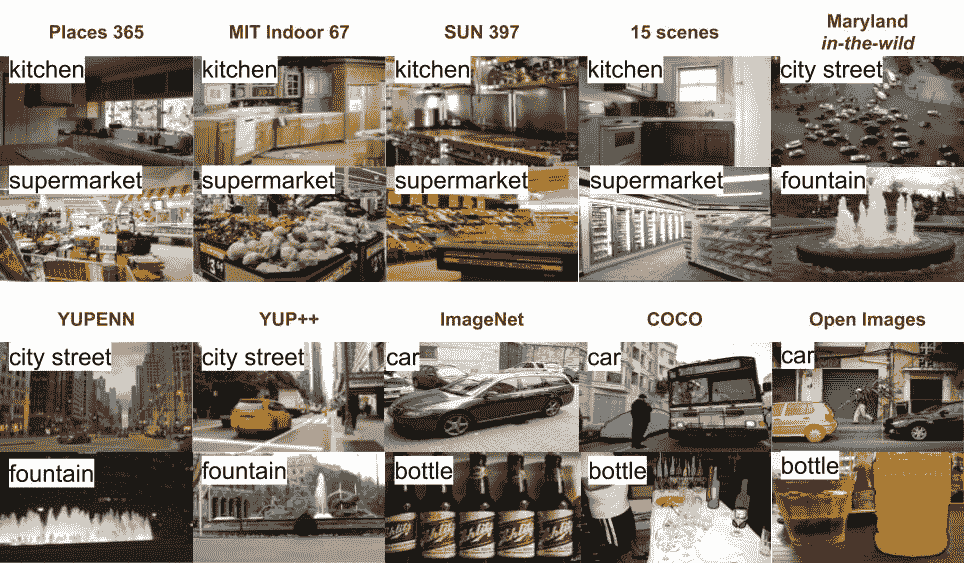 Places 365
MIT Indoor 67
SUN 397
15 scenes
Maryland
in-the-wild
kitchen
kitchen
kitchen
kitchen
city street
supermarket
supermarket
supermarket
supermarket
fountain
YUPENN
YUP++
ImageNet
COCO
Open Images
city street
city street
car
car
car
fountain
fountain
bottle
bottle
bottle